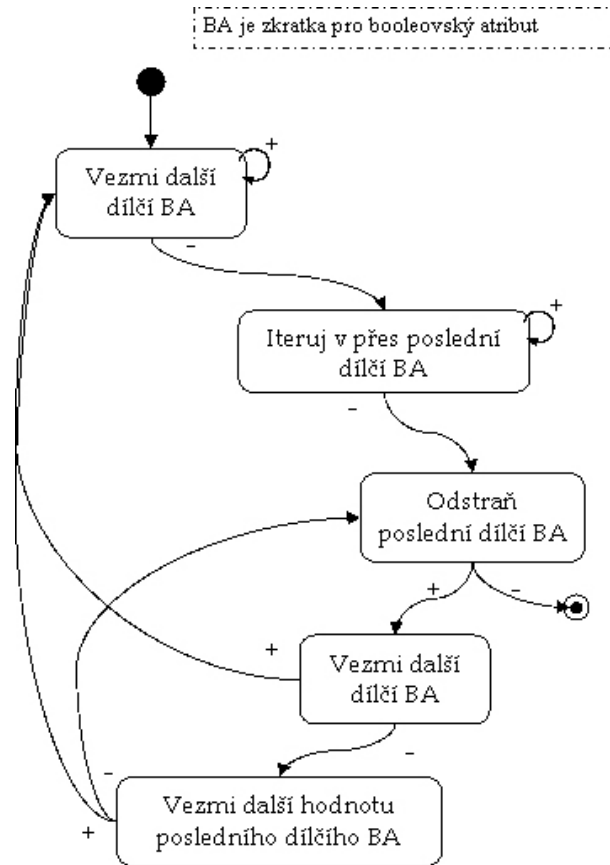 BA je zkratka pro booleovský atribut
+
Vezmi další
dílčí BA
-
+
Iteruj v přes poslední
dílčí BA
-
Odstraň
poslední dílčí BA
+
-
+
Vezmi další
dílčí BA
-
-
Vezmi další hodnotu
posledního dílčího BA
+